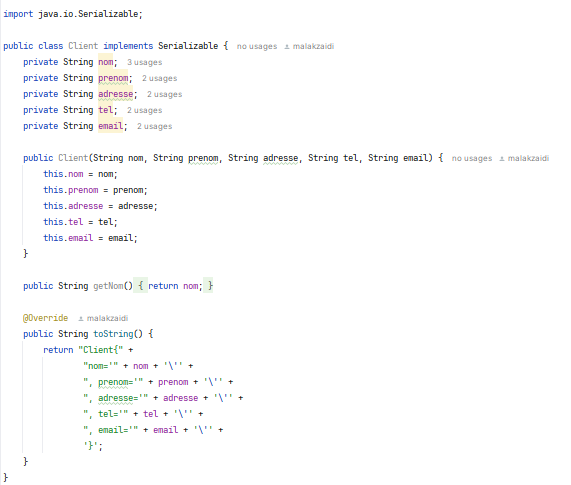 import java.io.Serializable;
public class Client implements Serializable { no usages malakzaidi
private String nom; 3 usages
private String prenom; 2 usages
private String adresse; 2 usages
private String tel; 2 usages
private String email; 2 usages
public Client(String nom, String prenom, String adresse, String tel, String email) { no usages malakzaidi
this.nom = nom;
this.prenom = prenom;
this.adresse = adresse;
this.tel = tel;
this.email = email;
}
public String getNom() { return nom; }
@Override malakzaidi
public String toString() {
return "Client{" +
"nom='" + nom + '\'' +
", prenom='" + prenom + '\'' +
", adresse='" + adresse + '\'' +
", tel='" + tel + '\'' +
", email='" + email + '\'' +
'}';
}
}